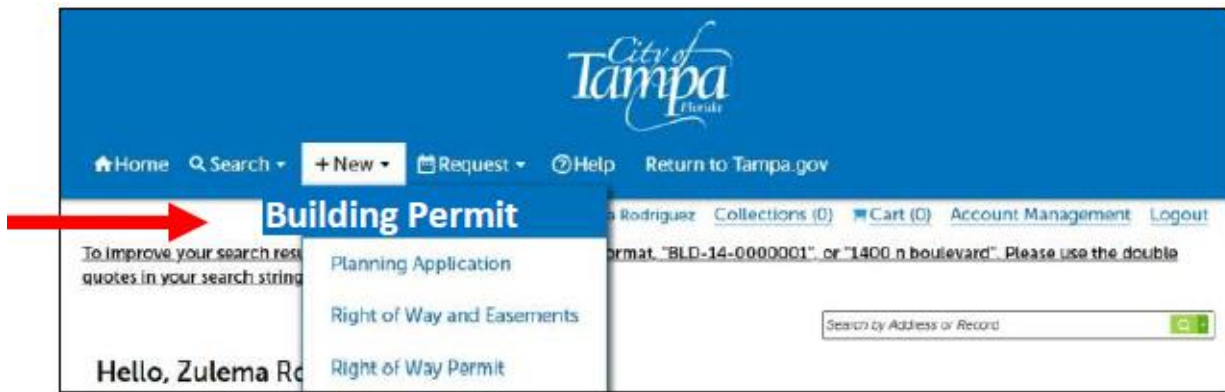 City of
Tampa
Florida
Home Search + New Request Help Return to Tampa.gov
Building Permit
Rodriguez Collections (0) Cart (0) Account Management Logout
To improve your search resu ormat, "BLD-14-0000001", or "1400 n boulevard". Please use the double
quotes in your search string
Planning Application
Right of Way and Easements
Search by Address or Record
Hello, Zulema Ro
Right of Way Permit